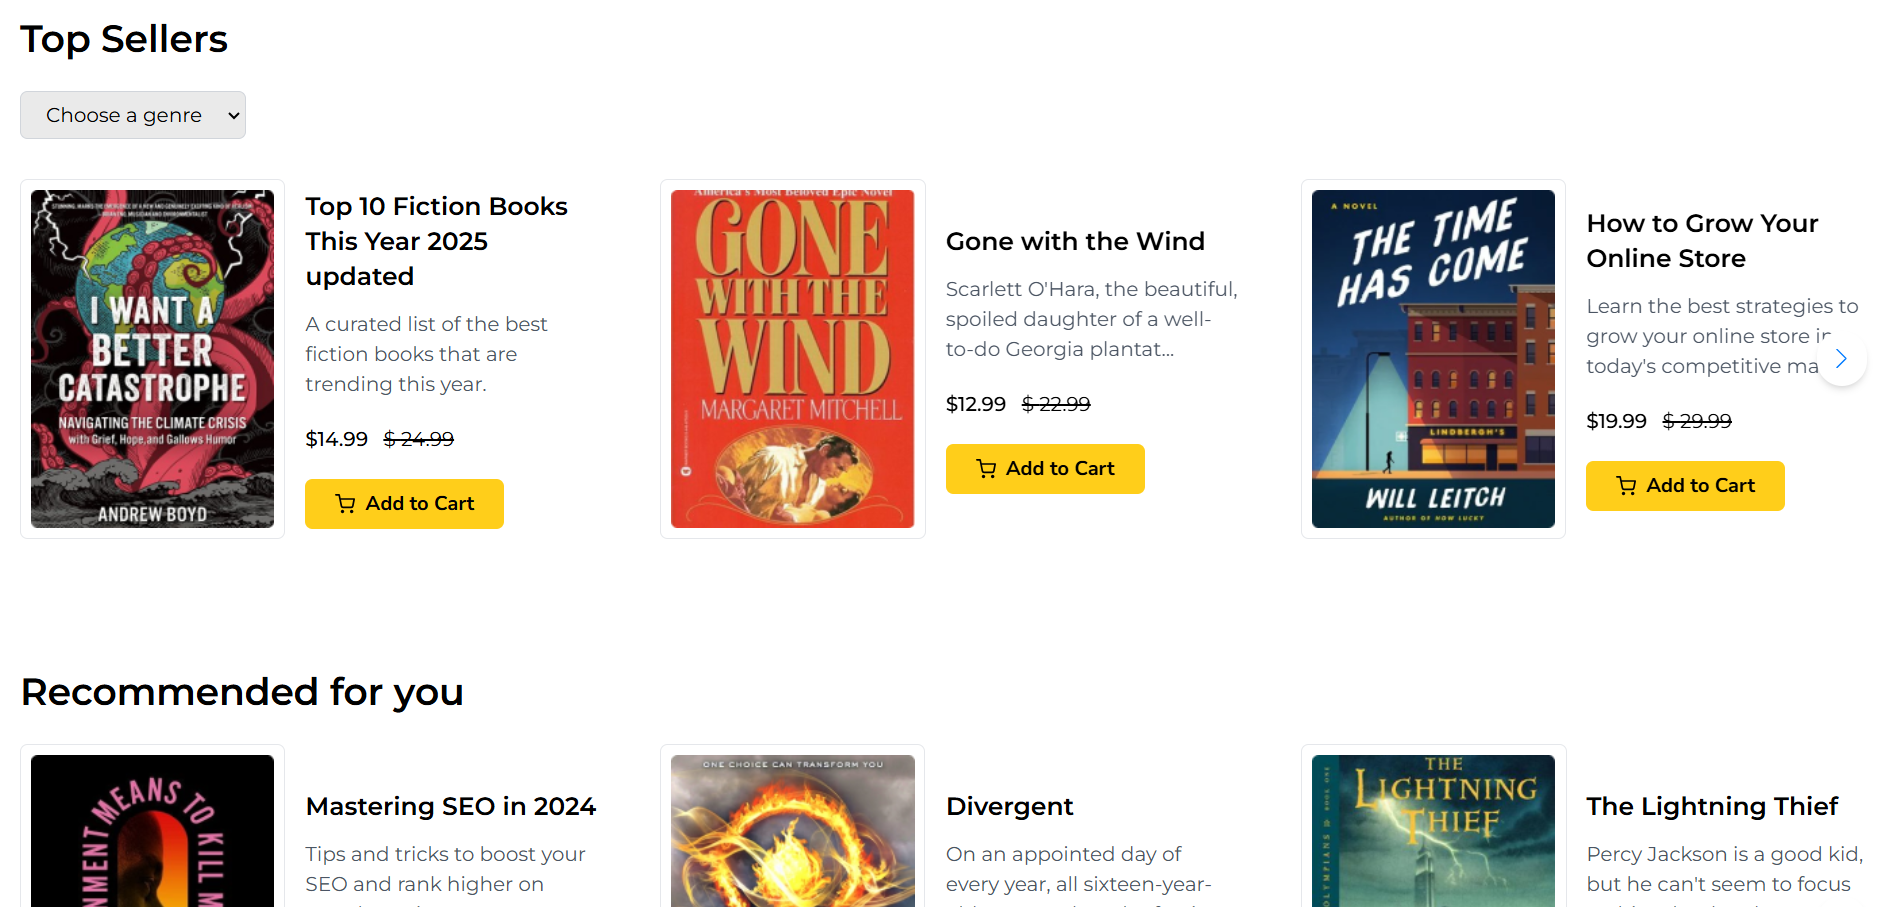 Top Sellers
Choose a genre
I WANT A
BETTER
CATASTROPHE
NAVIGATING THE CLIMATE CRISIS
with Grief, Hope, and Gallows Humor
ANDREW BOYD
Top 10 Fiction Books
This Year 2025
updated
A curated list of the best
fiction books that are
trending this year.
$14.99 $ 24.99
Add to Cart
America's Most Beloved Epic Novel
GONE
WITH THE
WIND
MARGARET MITCHELL
Gone with the Wind
Scarlett O'Hara, the beautiful,
spoiled daughter of a well-
to-do Georgia plantat...
$12.99 $ 22.99
Add to Cart
A NOVEL
THE TIME
HAS COME
LINDBERGH'S
WILL LEITCH
AUTHOR OF HOW LUCKY
How to Grow Your
Online Store
Learn the best strategies to
grow your online store in
today's competitive ma
$19.99 $ 29.99
Add to Cart
Recommended for you
MEANS TO KILL
Mastering SEO in 2024
Tips and tricks to boost your
SEO and rank higher on
ONE CHOICE CAN TRANSFORM YOU
Divergent
On an appointed day of
every year, all sixteen-year-
THE
LIGHTNING
THIEF
BOOK ONE
The Lightning Thief
Percy Jackson is a good kid,
but he can't seem to focus